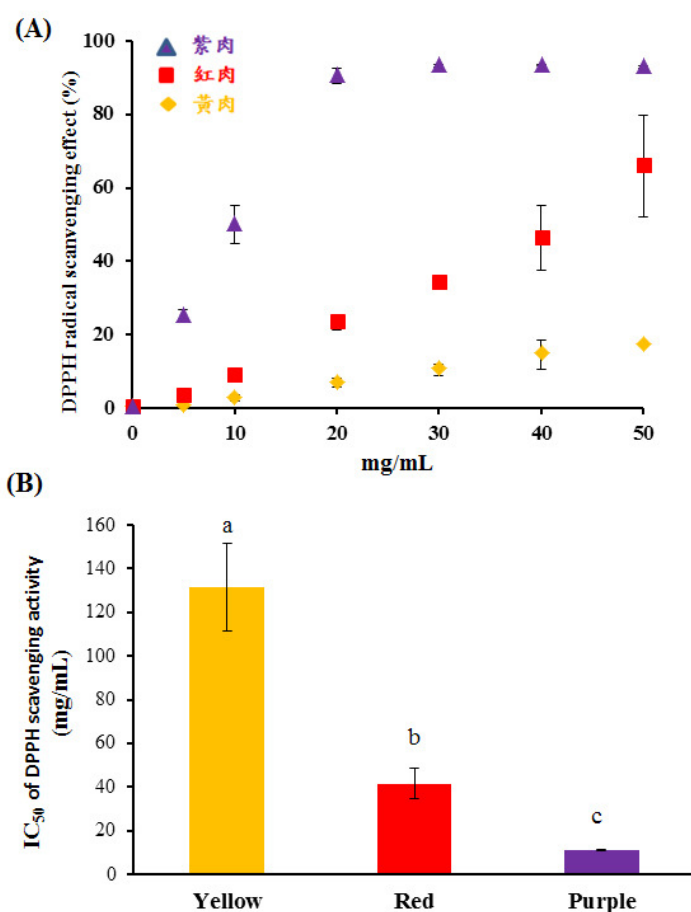 (A)
DPPH radical scanvenging effect (%)
100
80
60
40
20
0
紫肉
紅肉
黃肉
0 10 20 30 40 50
mg/mL
(B)
IC50 of DPPH scavenging activity
(mg/mL)
160
140
120
100
80
60
40
20
0
a
b
c
Yellow Red Purple